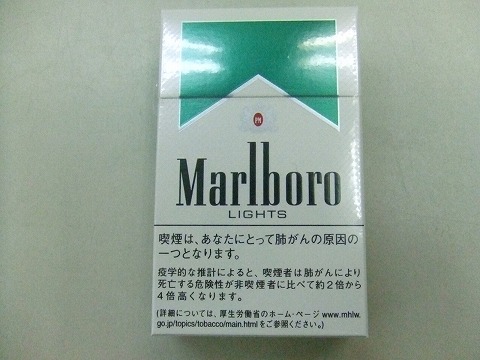 PM
Marlboro
LIGHTS
喫煙は、あなたにとって肺がんの原因の
一つとなります。
疫学的な推計によると、喫煙者は肺がんにより
死亡する危険性が非喫煙者に比べて約2倍から
4倍高くなります。
(詳細については、厚生労働省のホーム・ページ www.mhlw.
go.jp/topics/tobacco/main.html をご参照ください。)